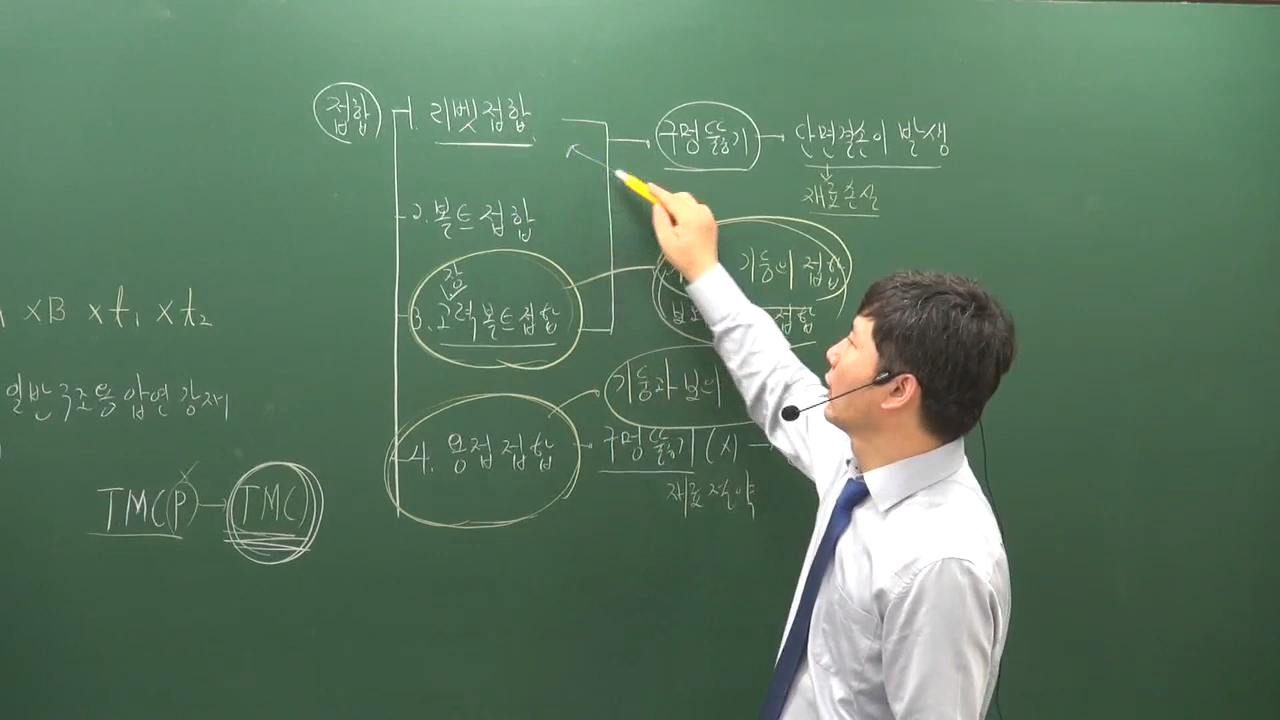 접합
1. 리벳접합
구멍뚫기 → 단면결손이 발생
재료손실
2. 볼트 접합
기둥의 접합
강
3. 고력볼트접합
보
접합
xB x t₁ x t₂
기둥과 보의
일반구조용 압연강재
4. 용접접합
구멍뚫기(x)
재료절약
TMCP → TMC